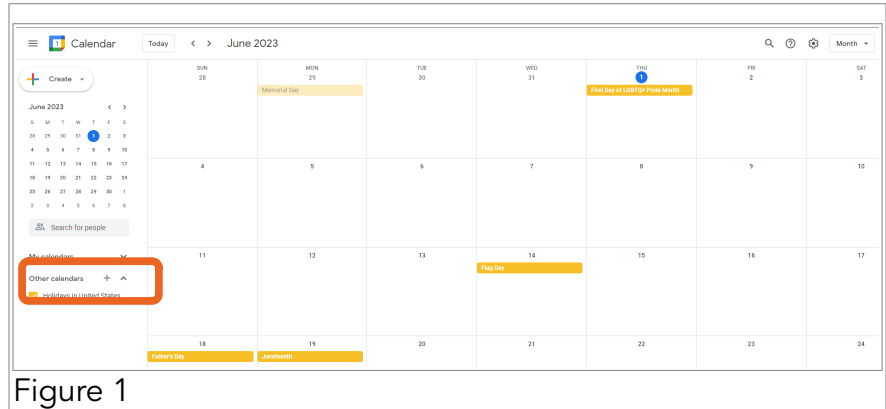 1 Calendar Today < > June 2023 Month
SUN MON TUE WED THU FRI SAT
28 29 30 31 1 2 3
Create
Memorial Day First Day of LGBTQ+ Pride Month
June 2023 < >
S M T W T F S
28 29 30 31 1 2 3
4 5 6 7 8 9 10
11 12 13 14 15 16 17
18 19 20 21 22 23 24
25 26 27 28 29 30 1
2 3 4 5 6 7 8
4 5 6 7 8 9 10
Search for people
My calendars
11 12 13 14 15 16 17
Flag Day
Other calendars +
Holidays in United States
18 19 20 21 22 23 24
Father's Day Juneteenth
Figure 1